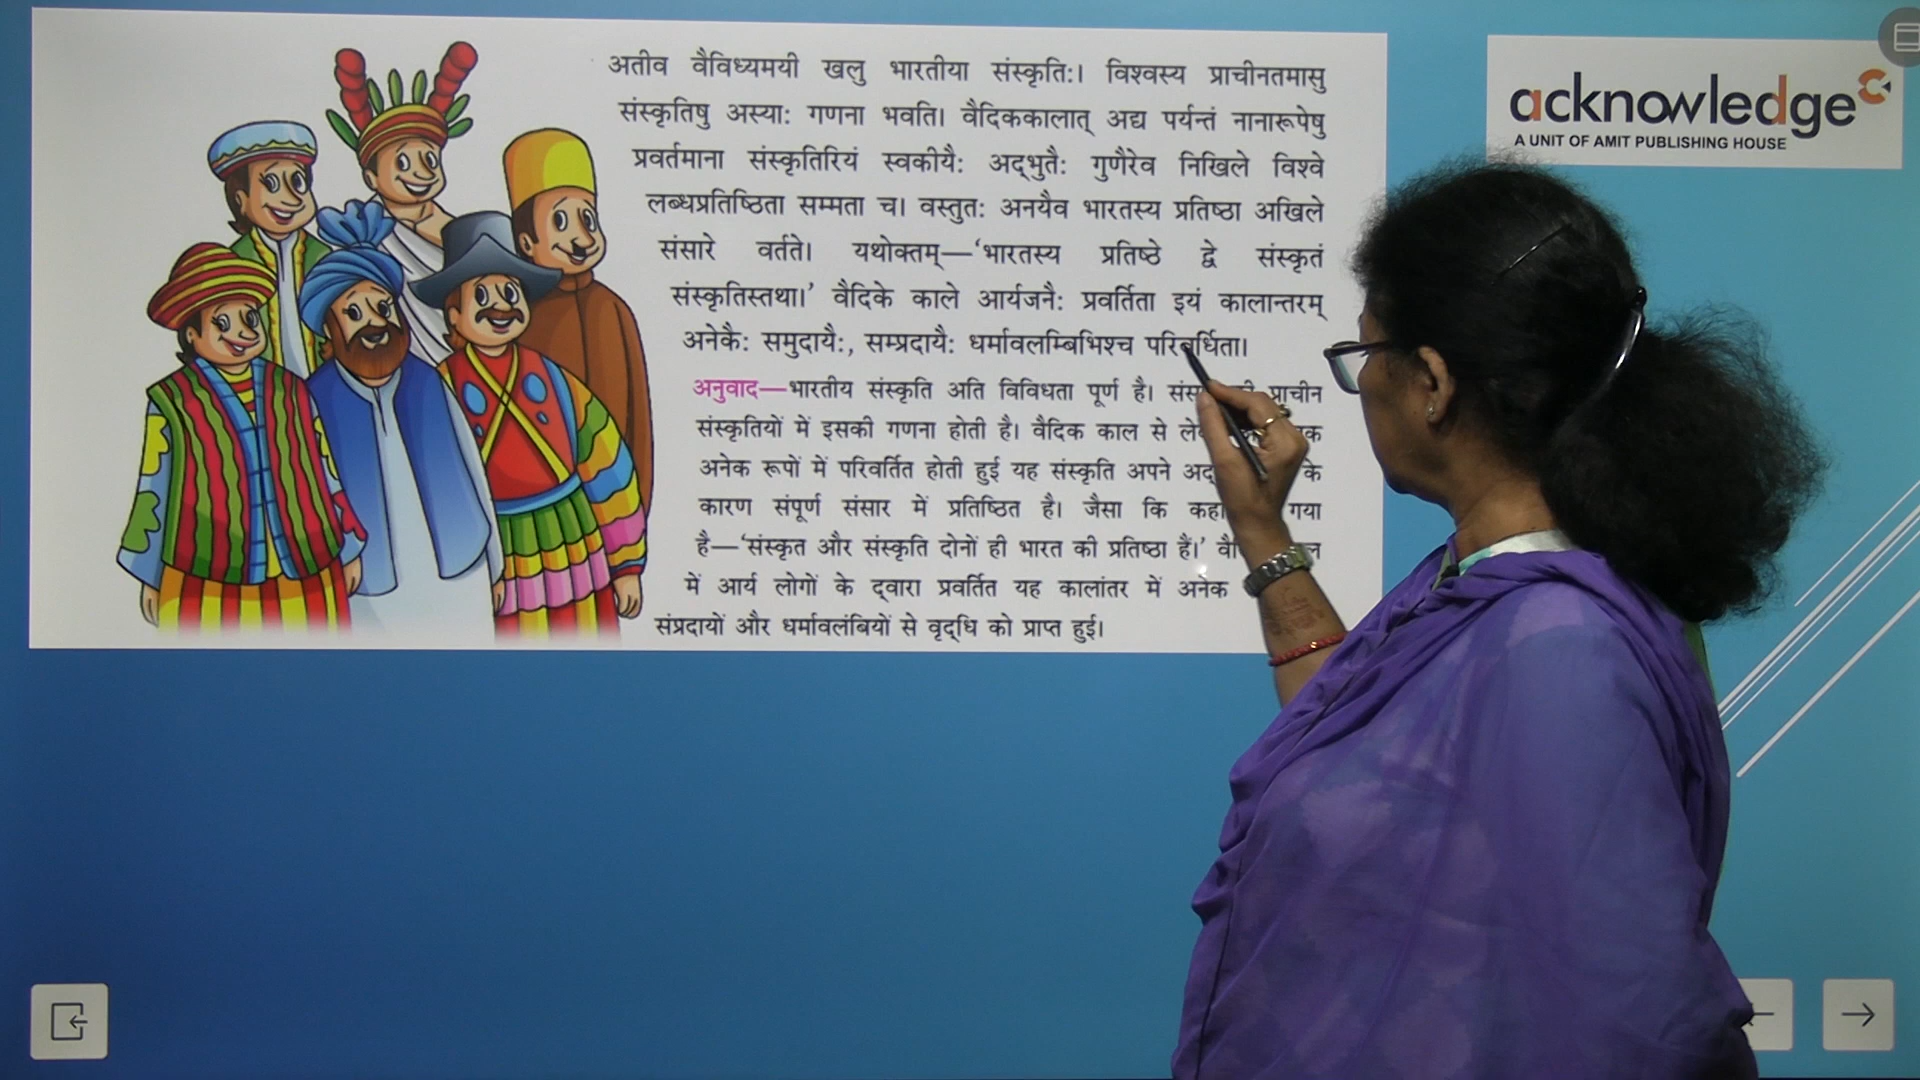 अतीव वैविध्यमयी खलु भारतीया संस्कृतिः। विश्वस्य प्राचीनतमासु
संस्कृतिषु अस्याः गणना भवति। वैदिककालात् अद्य पर्यन्तं नानारूपेषु
प्रवर्तमाना संस्कृतिरियं स्वकीयैः अद्भुतैः गुणैरेव निखिले विश्वे
लब्धप्रतिष्ठिता सम्मता च। वस्तुतः अनयैव भारतस्य प्रतिष्ठा अखिले
संसारे वर्तते। यथोक्तम्—‘भारतस्य प्रतिष्ठे द्वे संस्कृतं
संस्कृतिस्तथा।’ वैदिके काले आर्यजनैः प्रवर्तिता इयं कालान्तरम्
अनेकैः समुदायैः, सम्प्रदायैः धर्मावलम्बिभिश्च परिवर्धिता।
अनुवाद—भारतीय संस्कृति अति विविधता पूर्ण है। प्राचीन
संस्कृतियों में इसकी गणना होती है। वैदिक काल से
अनेक रूपों में परिवर्तित होती हुई यह संस्कृति अपने के
कारण संपूर्ण संसार में प्रतिष्ठित है। जैसा कि कहा गया
है—‘संस्कृत और संस्कृति दोनों ही भारत की प्रतिष्ठा हैं।’
में आर्य लोगों के द्वारा प्रवर्तित यह कालांतर में अनेक
संप्रदायों और धर्मावलंबियों से वृद्धि को प्राप्त हुई।
acknowledge
A UNIT OF AMIT PUBLISHING HOUSE